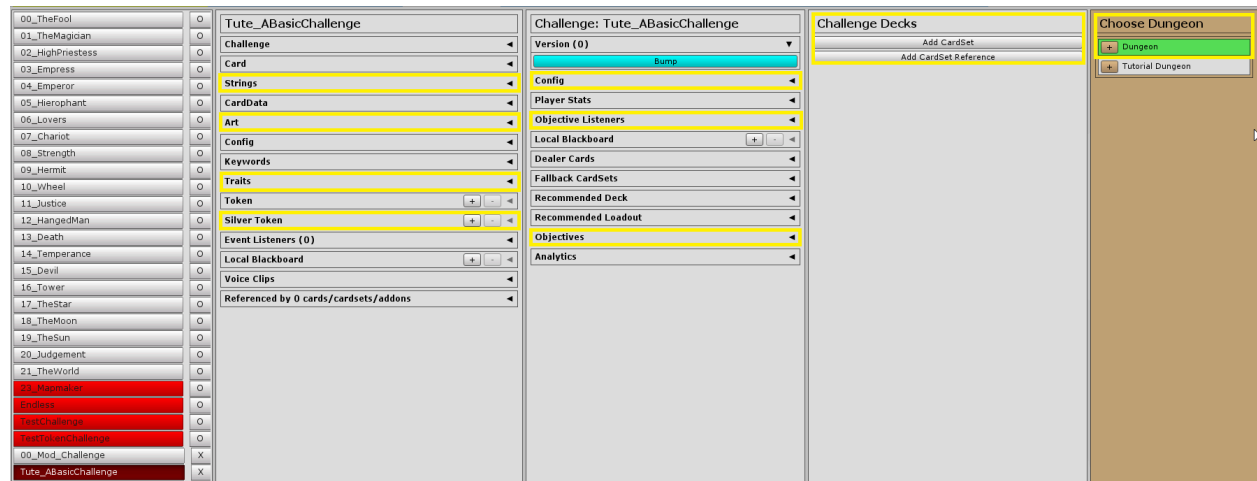 00_TheFool O
01_TheMagician O
02_HighPriestess O
03_Empress O
04_Emperor O
05_Hierophant O
06_Lovers O
07_Chariot O
08_Strength O
09_Hermit O
10_Wheel O
11_Justice O
12_HangedMan O
13_Death O
14_Temperance O
15_Devil O
16_Tower O
17_TheStar O
18_TheMoon O
19_TheSun O
20_Judgement O
21_TheWorld O
23_Mapmaker O
Endless O
TestChallenge O
TestTokenChallenge O
00_Mod_Challenge X
Tute_ABasicChallenge X
Tute_ABasicChallenge
Challenge
Card
Strings
CardData
Art
Config
Keywords
Traits
Token + -
Silver Token + -
Event Listeners (0)
Local Blackboard + -
Voice Clips
Referenced by 0 cards/cardsets/addons
Challenge: Tute_ABasicChallenge
Version (0)
Bump
Config
Player Stats
Objective Listeners
Local Blackboard + -
Dealer Cards
Fallback CardSets
Recommended Deck
Recommended Loadout
Objectives
Analytics
Challenge Decks
Add CardSet
Add CardSet Reference
Choose Dungeon
+ Dungeon
+ Tutorial Dungeon